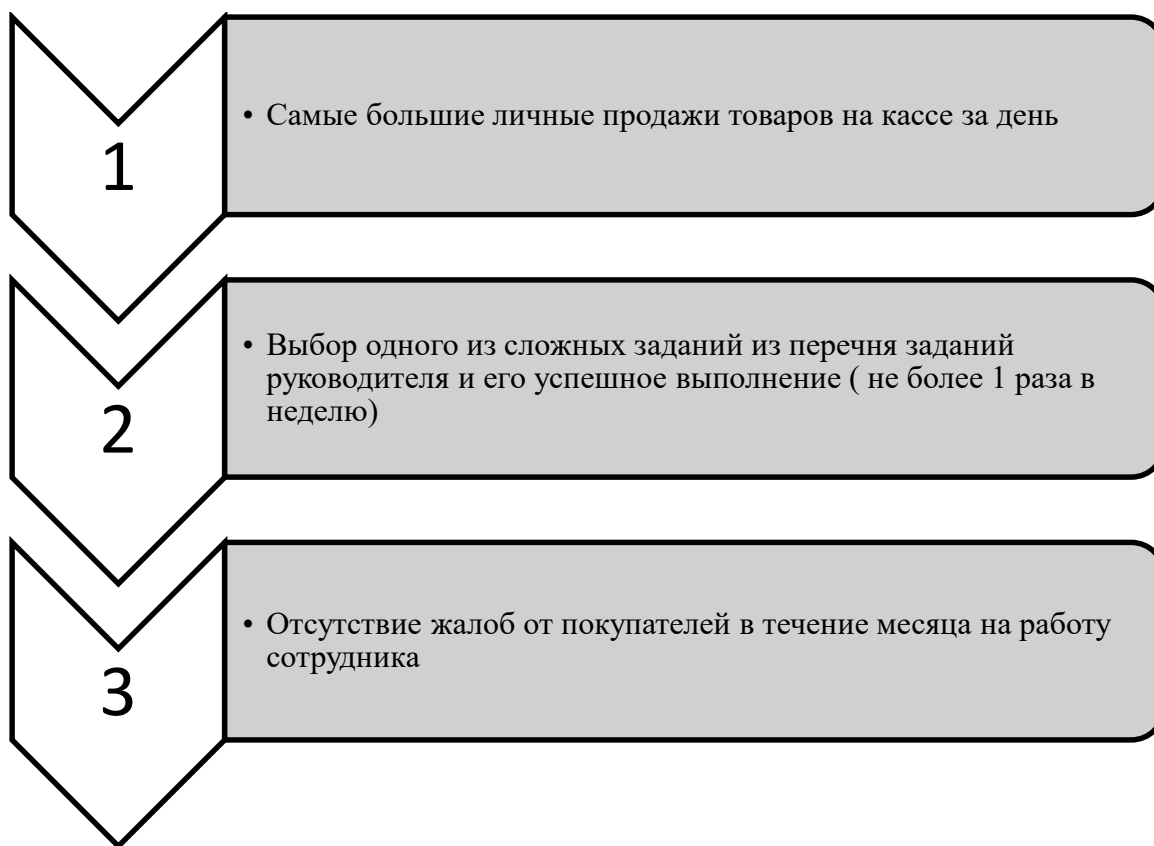 1
• Самые большие личные продажи товаров на кассе за день
2
• Выбор одного из сложных заданий из перечня заданий
руководителя и его успешное выполнение ( не более 1 раза в
неделю)
3
• Отсутствие жалоб от покупателей в течение месяца на работу
сотрудника